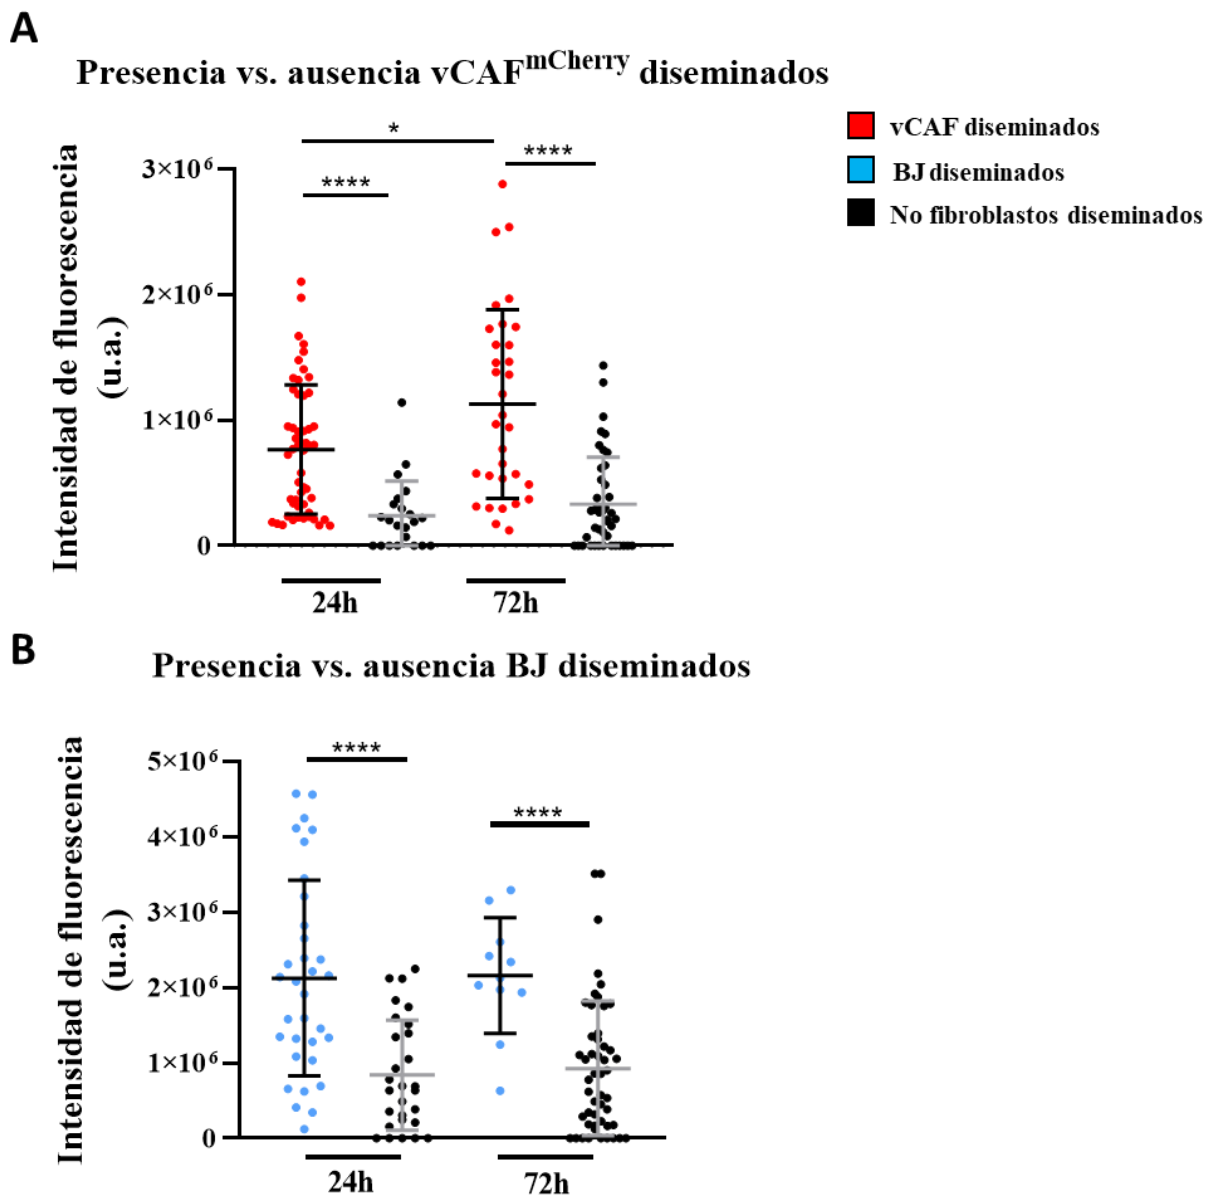 A
Presencia vs. ausencia vCAF^mCherry diseminados
vCAF diseminados
BJ diseminados
No fibroblastos diseminados
Intensidad de fluorescencia
(u.a.)
*
****
****
3×10⁶
2×10⁶
1×10⁶
0
24h
72h
B
Presencia vs. ausencia BJ diseminados
Intensidad de fluorescencia
(u.a.)
****
****
5×10⁶
4×10⁶
3×10⁶
2×10⁶
1×10⁶
0
24h
72h